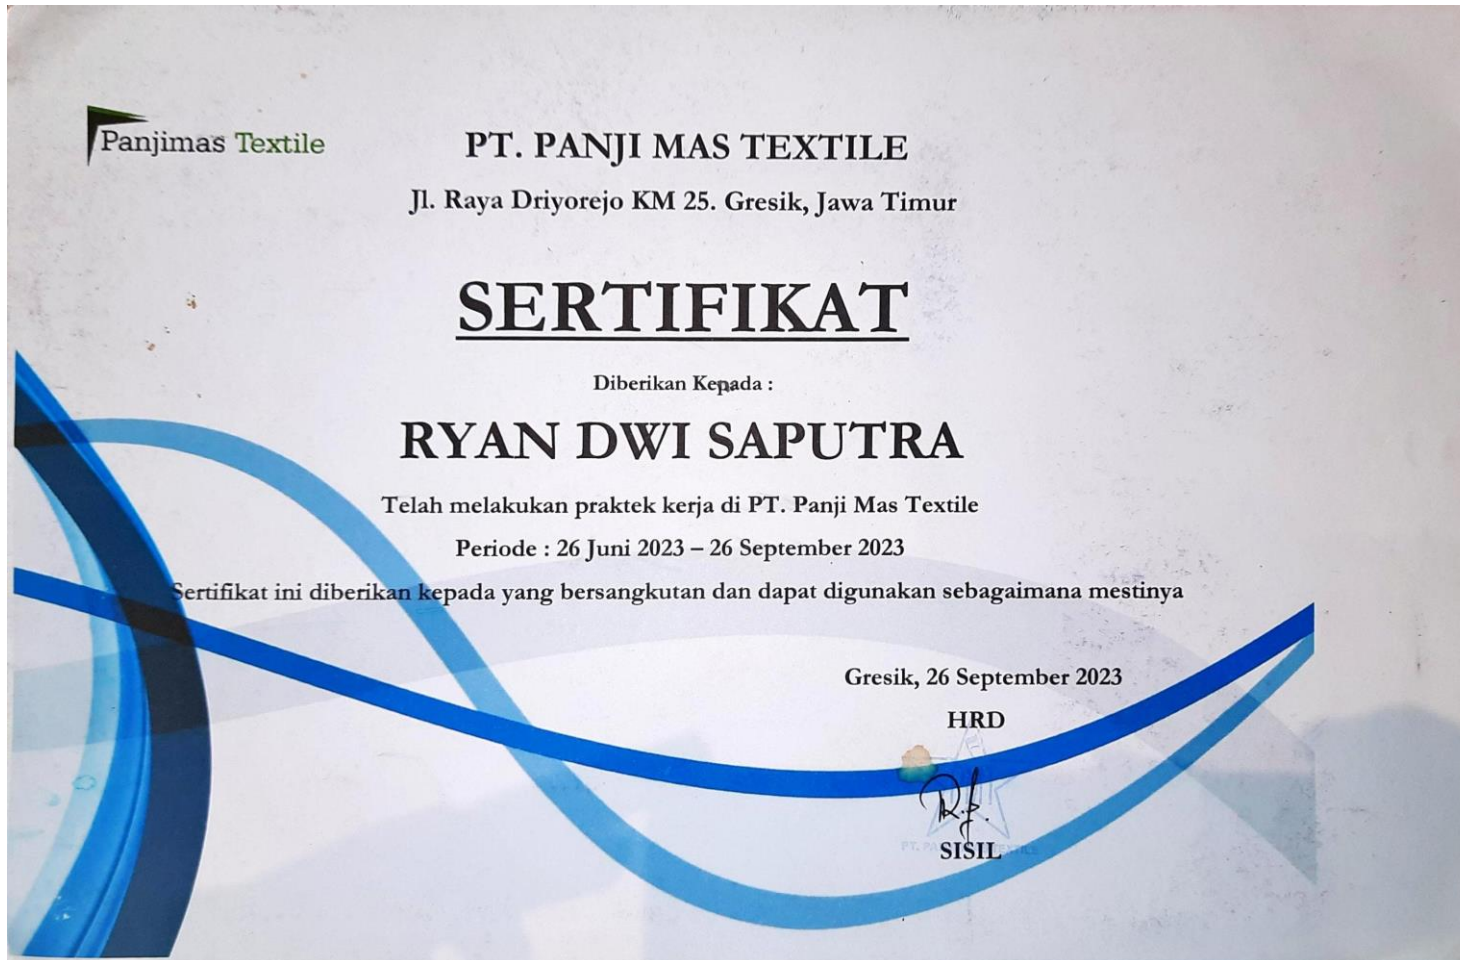 Panjimas Textile
PT. PANJI MAS TEXTILE
Jl. Raya Driyorejo KM 25. Gresik, Jawa Timur
SERTIFIKAT
Diberikan Kepada :
RYAN DWI SAPUTRA
Telah melakukan praktek kerja di PT. Panji Mas Textile
Periode : 26 Juni 2023 – 26 September 2023
Sertifikat ini diberikan kepada yang bersangkutan dan dapat digunakan sebagaimana mestinya
Gresik, 26 September 2023
HRD
SISIL